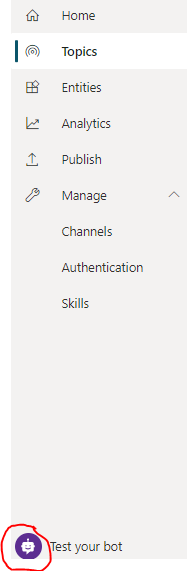 Home
Topics
Entities
Analytics
Publish
Manage
Channels
Authentication
Skills
Test your bot